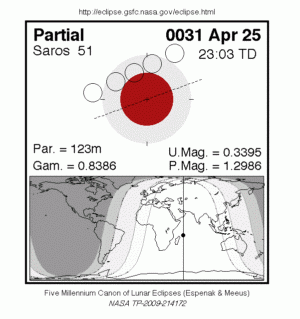 http://eclipse.gsfc.nasa.gov/eclipse.html
Partial 0031 Apr 25
Saros 51 23:03 TD
Par. = 123m U.Mag. = 0.3395
Gam. = 0.8386 P.Mag. = 1.2986
Five Millennium Canon of Lunar Eclipses (Espenak & Meeus)
NASA TP-2009-214172